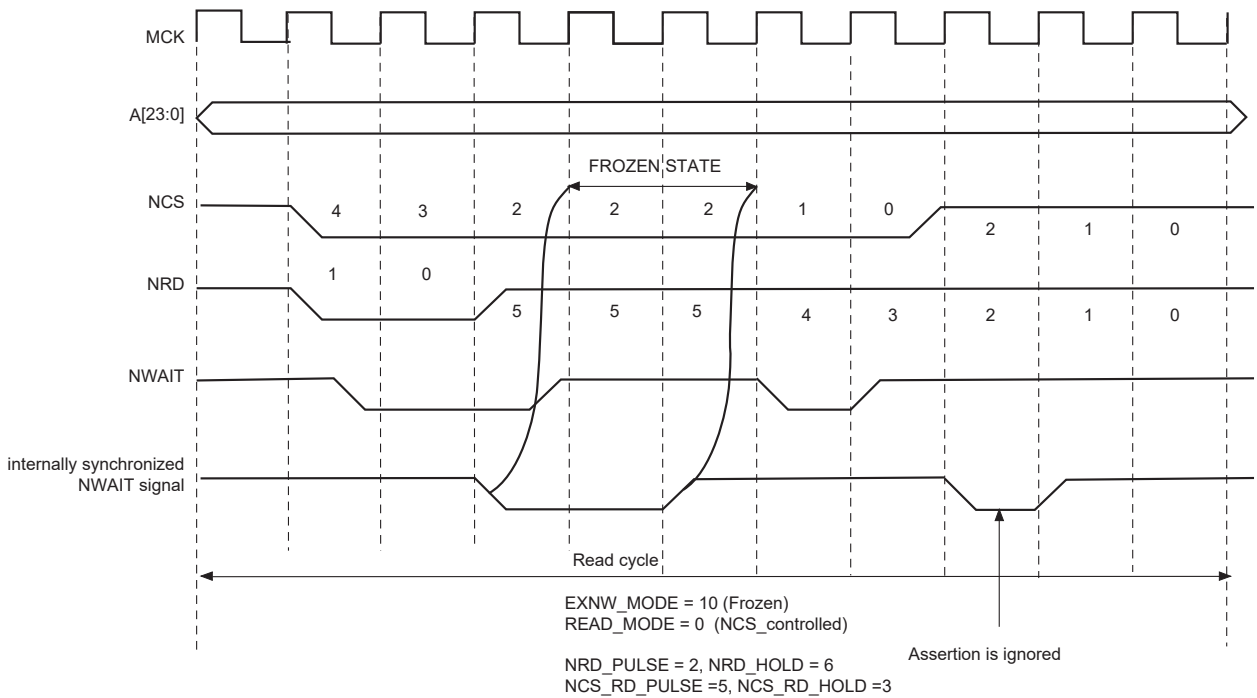 MCK
A[23:0]
FROZEN STATE
NCS
4 3 2 2 2 1 0
2 1 0
NRD
1 0
5 5 5 4 3 2 1 0
NWAIT
internally synchronized
NWAIT signal
Read cycle
EXNW_MODE = 10 (Frozen)
READ_MODE = 0 (NCS_controlled)
Assertion is ignored
NRD_PULSE = 2, NRD_HOLD = 6
NCS_RD_PULSE =5, NCS_RD_HOLD =3